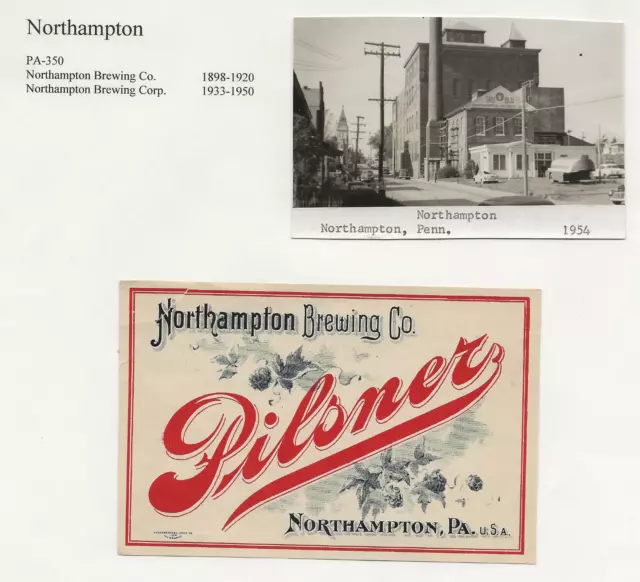 Northampton
PA-350
Northampton Brewing Co. 1898-1920
Northampton Brewing Corp. 1933-1950
Northampton
Northampton, Penn. 1954
Northampton Brewing Co.
Pilsner
NORTHAMPTON, PA. U.S.A.